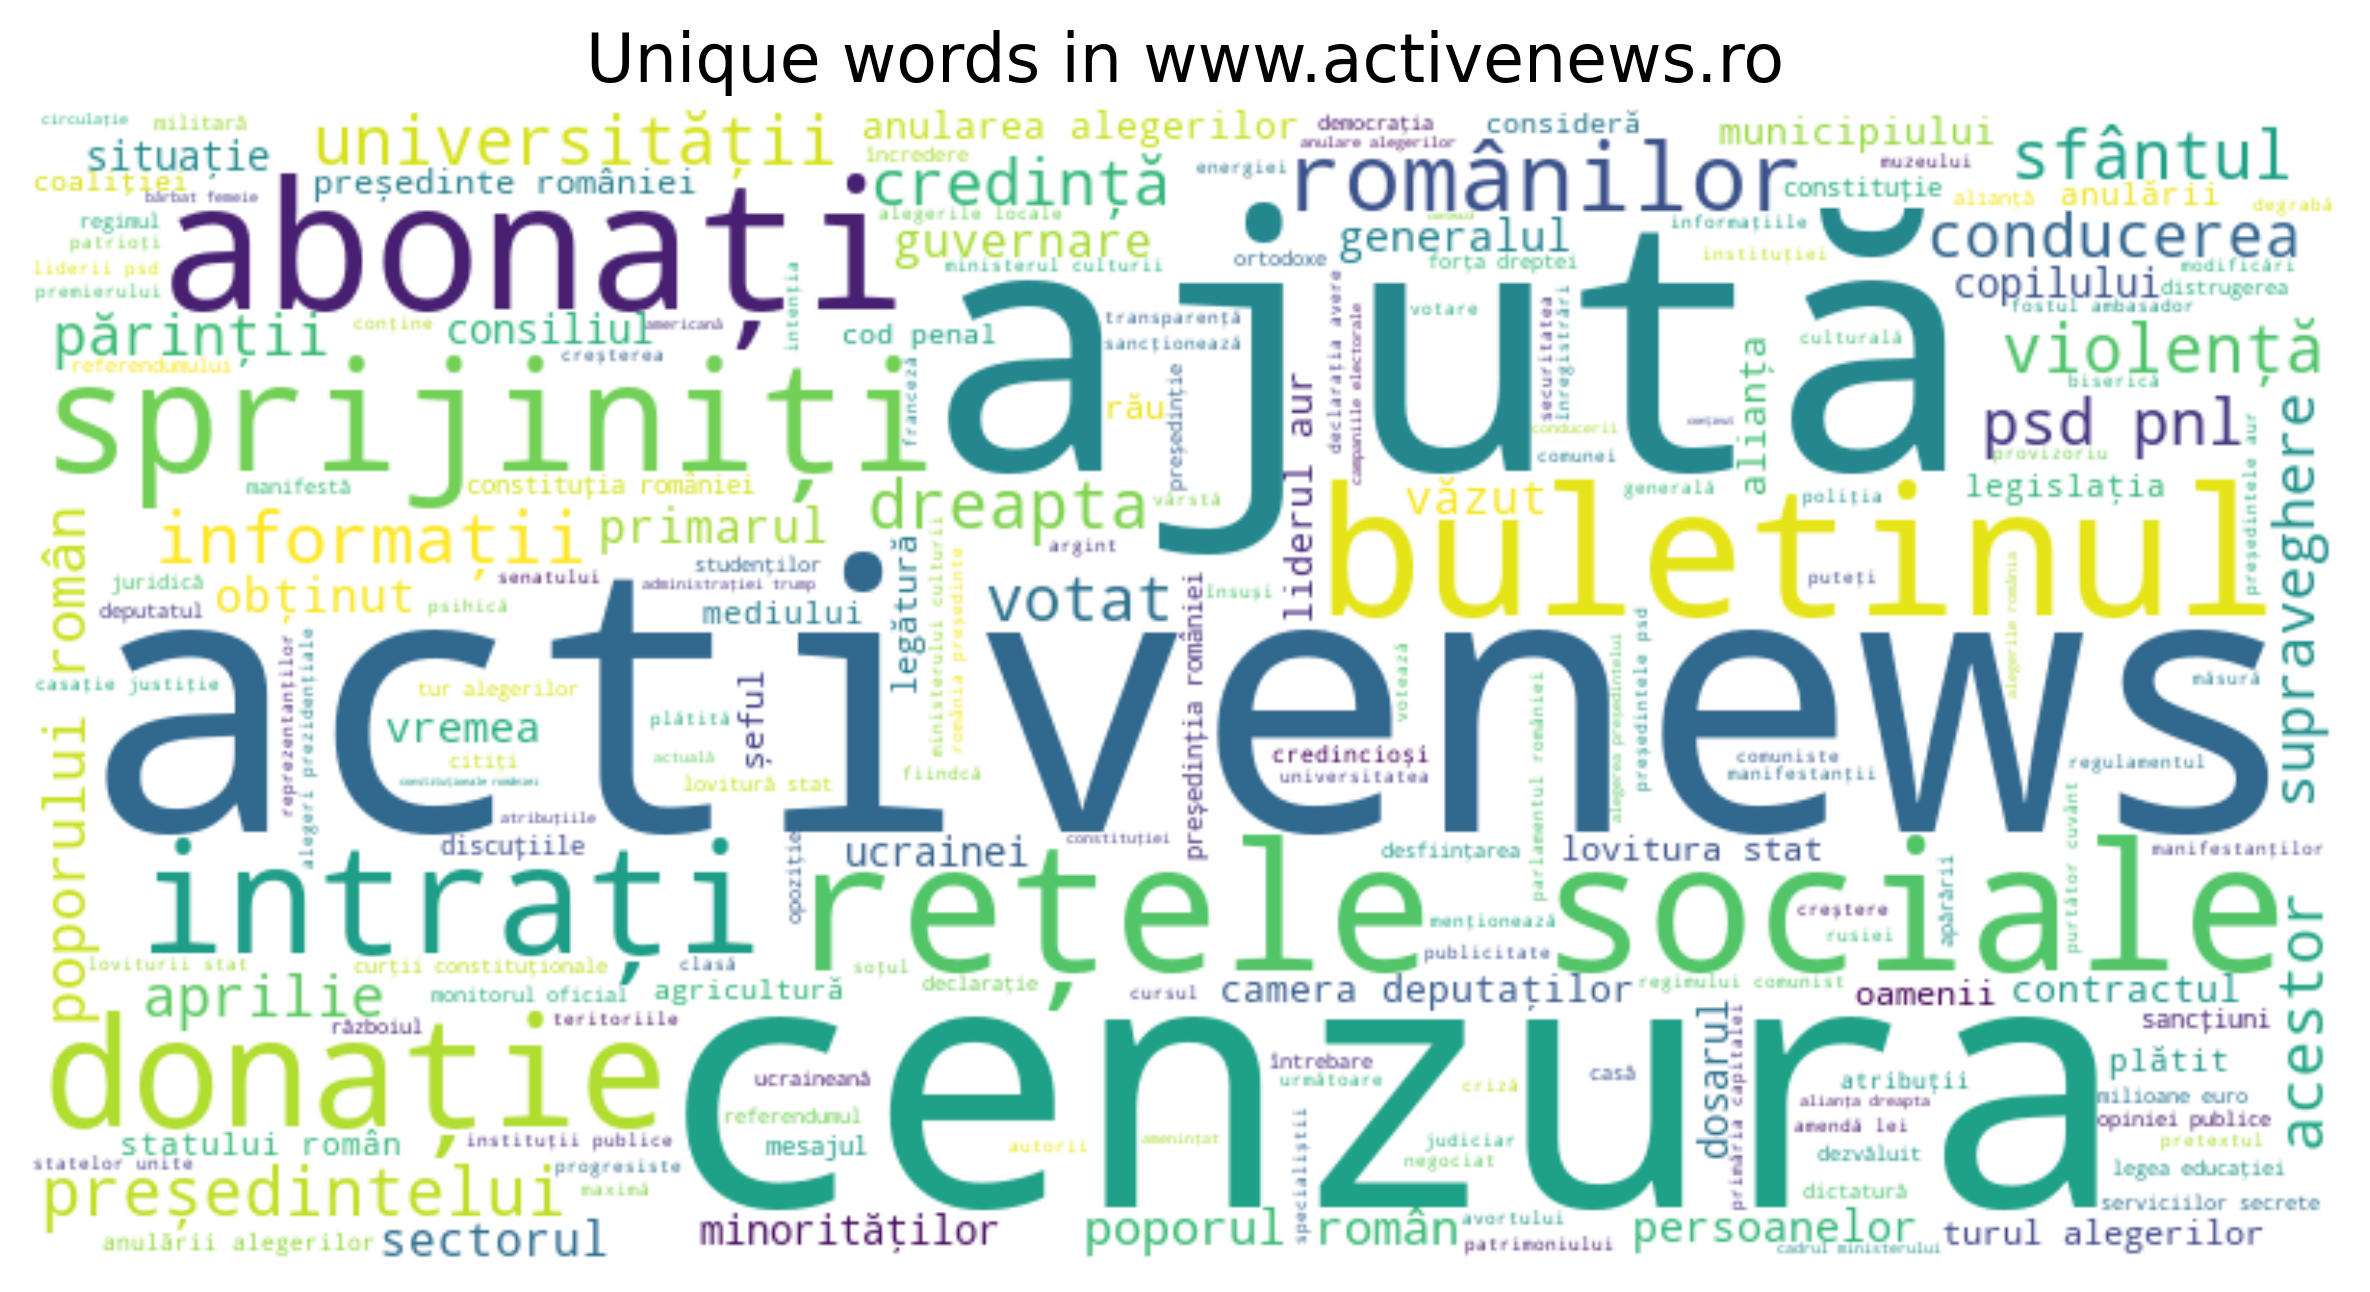 Unique words in www.activenews.ro
circulație
militară
universității
anularea alegerilor
democrația
consideră
municipiului
sfântul
situație
încredere
anulare alegerilor
românilor
muzeului
coaliției
președinte româniei
credință
energiei
constituție
bărbat femeie
abonați
alegerile locale
alianță
anulării
degrabă
regimul
guvernare
generalul
informațiile
conducerea
patrioți
ortodoxe
forța dreptei
instituției
liderii psd
ministerul culturii
modificări
premierului
intenția
ajută
copilului
distrugerea
fostul ambasador
părinții
conține
consiliul
americană
cod penal
transparență
declarația avere
campaniile electorale
votare
securitatea
înregistrări
culturală
violență
creșterea
sancționează
alianța
referendumului
biserică
sprijiniți
franceză
rău
președinție
liderul aur
conducerii
psd pnl
comunei
provizoriu
președintele aur
supraveghere
manifestă
constituția româniei
dreapta
vârstă
văzut
generală
poliția
legislația
poporului român
informații
primarul
argint
buletinul
juridică
senatului
studenților
administrației trump
legătură
ministerului culturii
românia președinte
votat
însuși
puteți
alegerile românia
deputatul
obținut
psihică
mediului
președinția româniei
activenews
reprezentanților
alegeri prezidențiale
casație justiție
tur alegerilor
șeful
votează
parlamentul româniei
alegerea președintelui
președintele psd
măsură
vremea
plătită
citiți
actuală
constituționale româniei
lovitură stat
fiindcă
credincioși
universitatea
comuniste
manifestanții
regulamentul
purtător cuvânt
atribuțiile
discuțiile
opoziție
ucrainei
constituției
desființarea
lovitura stat
manifestanților
intrați
rețele sociale
menționează
creștere
rusiei
apărării
acestor
loviturii stat
curții constituționale
clasă
soțul
publicitate
aprilie
monitorul oficial
agricultură
declarație
cursul
camera deputaților
regimului comunist
oamenii
contractul
donație
războiul
teritoriile
cenzura
dosarul
primăria capitalei
sancțiuni
ucraineană
întrebare
următoare
criză
casă
atribuții
plătit
referendumul
alianța dreapta
milioane euro
statului român
instituții publice
mesajul
autorii
amenințat
specialiștii
judiciar
amendă lei
opiniei publice
pretextul
statelor unite
progresiste
negociat
dezvăluit
legea educației
președintelui
maximă
dictatură
serviciilor secrete
anulării alegerilor
sectorul
minorităților
poporul român
avortului
patrimoniului
persoanelor
cadrul ministerului
turul alegerilor